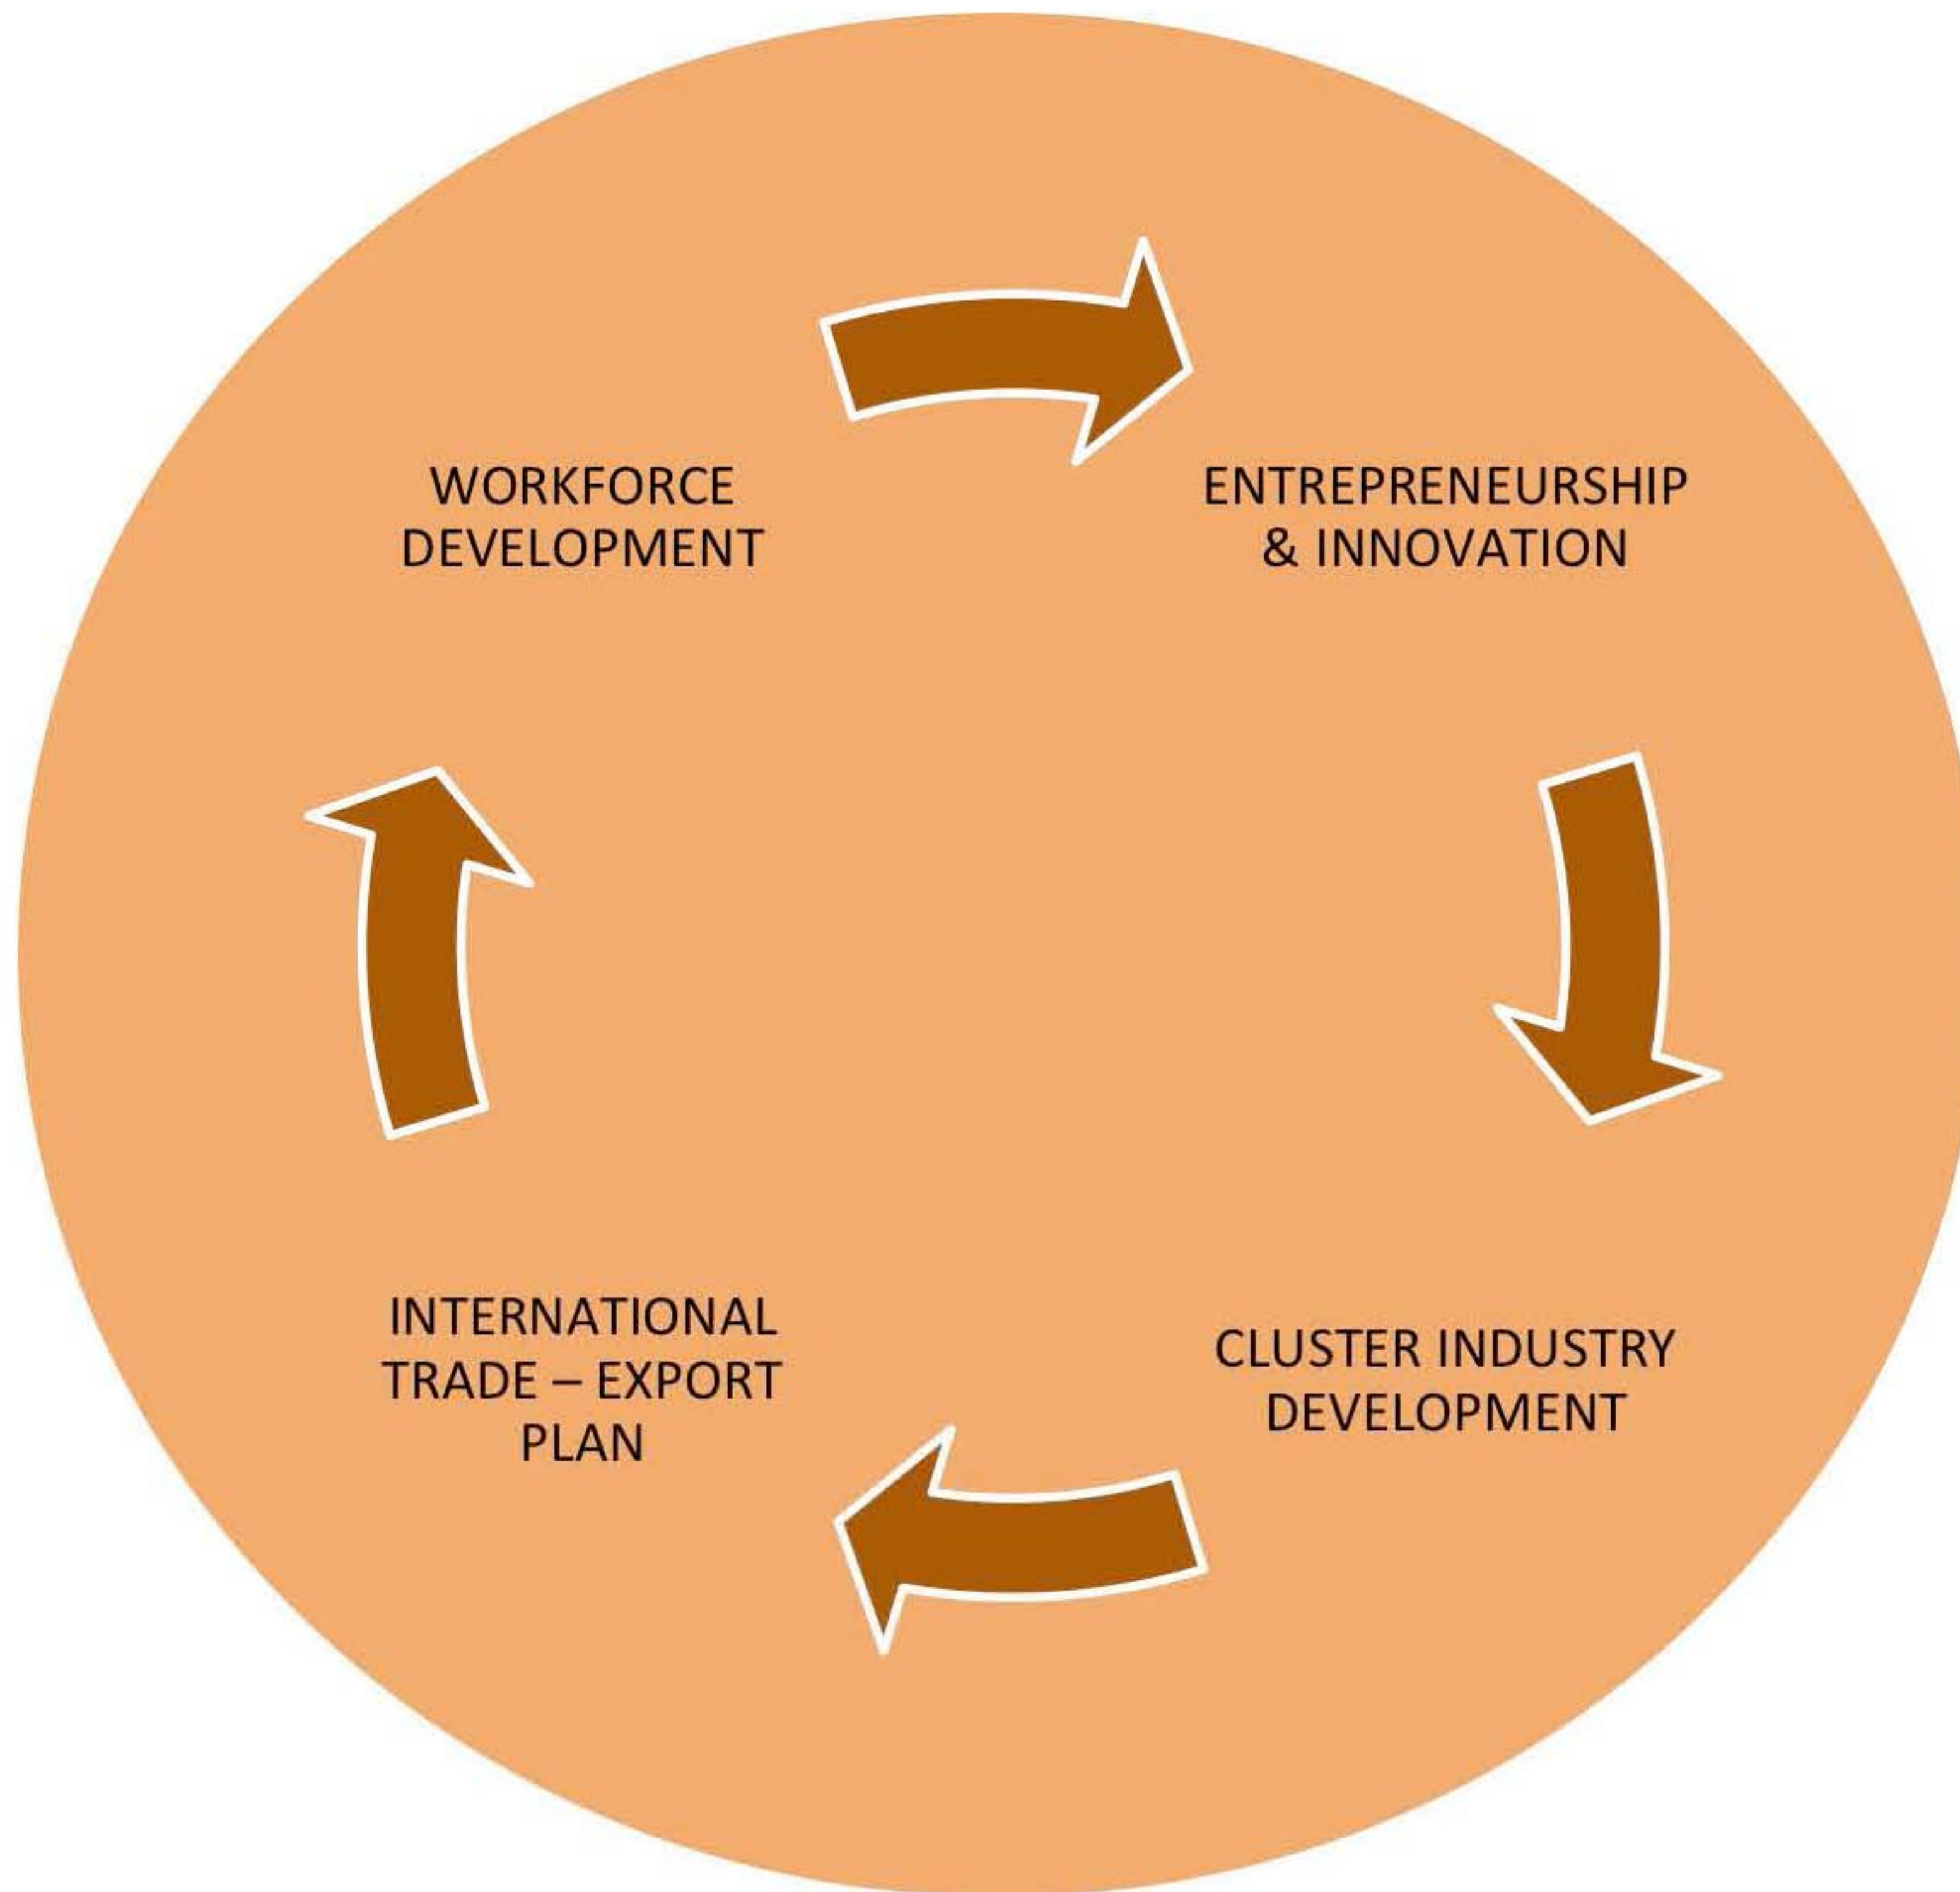 WORKFORCE
DEVELOPMENT
ENTREPRENEURSHIP
& INNOVATION
INTERNATIONAL
TRADE – EXPORT
PLAN
CLUSTER INDUSTRY
DEVELOPMENT